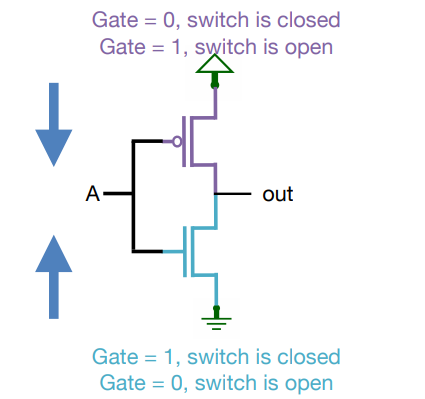 Gate = 0, switch is closed
Gate = 1, switch is open
A
out
Gate = 1, switch is closed
Gate = 0, switch is open